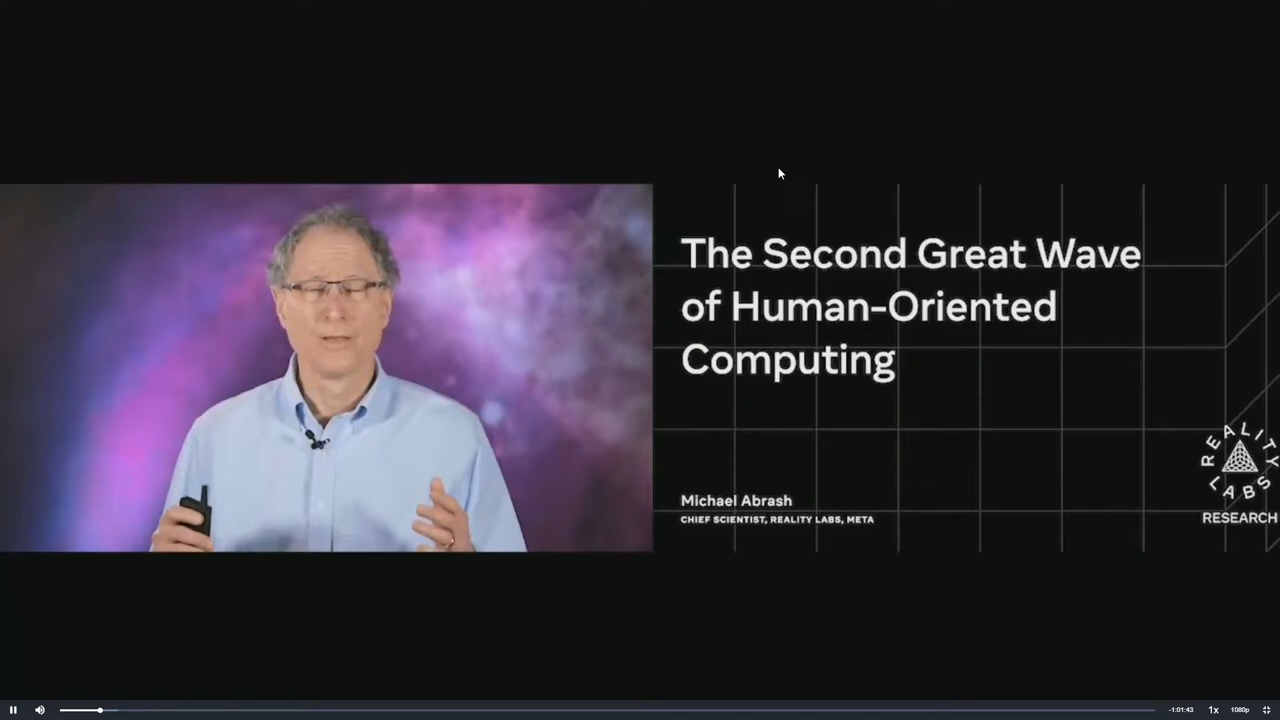 The Second Great Wave
of Human-Oriented
Computing
Michael Abrash
CHIEF SCIENTIST, REALITY LABS, META
REALITY LABS
RESEARCH
-1:01:43
1x
1080p